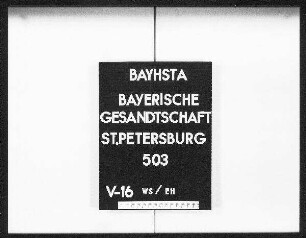 BAYHSTA
BAYERISCHE
GESANDTSCHAFT
ST.PETERSBURG
503
V-16 WS/EH